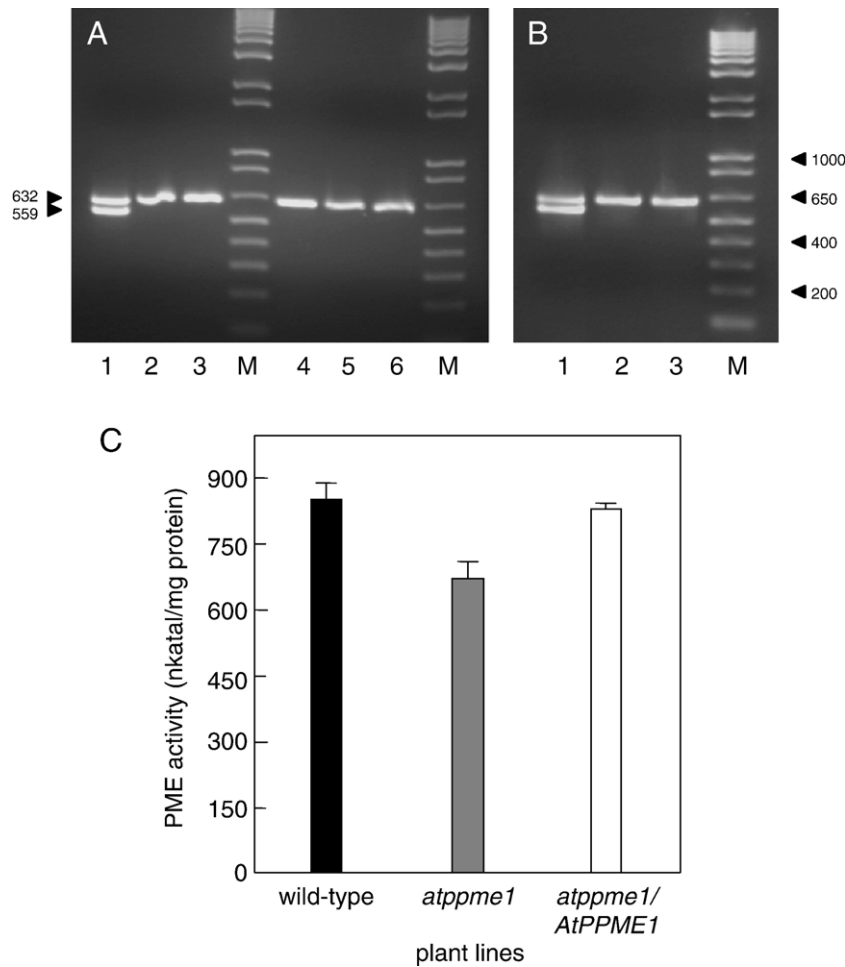 A
B
632
559
1000
650
400
200
1 2 3 M 4 5 6 M
1 2 3 M
C
PME activity (nkatal/mg protein)
900
750
600
450
300
150
0
wild-type atppme1 atppme1/
AtPPME1
plant lines